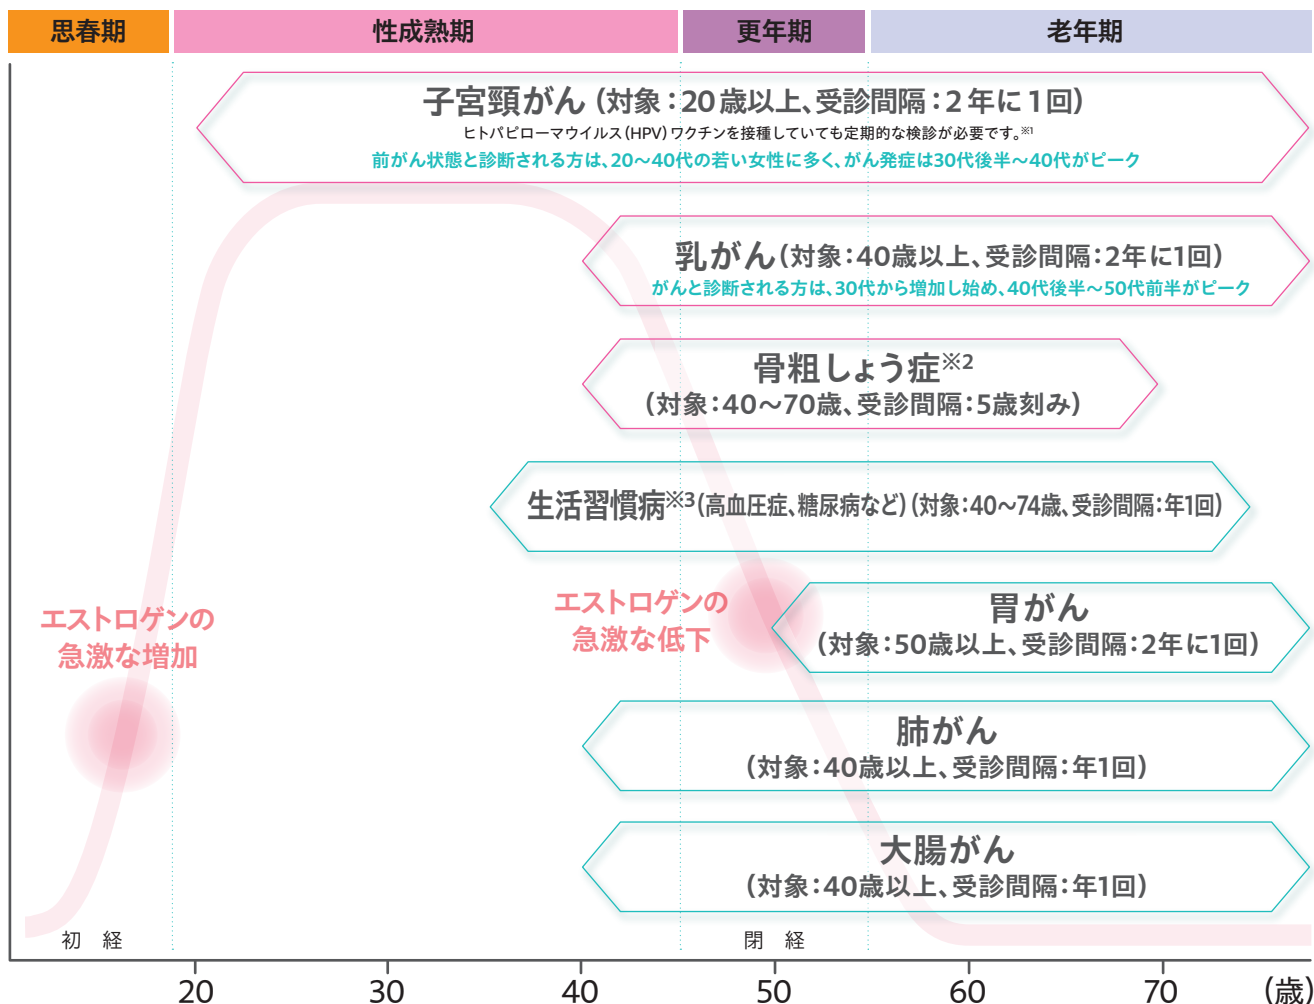 思春期
性成熟期
更年期
老年期
子宮頸がん（対象：20歳以上、受診間隔：2年に1回）
ヒトパピローマウイルス（HPV）ワクチンを接種していても定期的な検診が必要です。※1
前がん状態と診断される方は、20〜40代の若い女性に多く、がん発症は30代後半〜40代がピーク
乳がん（対象：40歳以上、受診間隔：2年に1回）
がんと診断される方は、30代から増加し始め、40代後半〜50代前半がピーク
骨粗しょう症※2
（対象：40〜70歳、受診間隔：5歳刻み）
生活習慣病※3（高血圧症、糖尿病など）（対象：40〜74歳、受診間隔：年1回）
エストロゲンの
急激な増加
エストロゲンの
急激な低下
胃がん
（対象：50歳以上、受診間隔：2年に1回）
肺がん
（対象：40歳以上、受診間隔：年1回）
大腸がん
（対象：40歳以上、受診間隔：年1回）
初 経
閉 経
20 30 40 50 60 70 （歳）